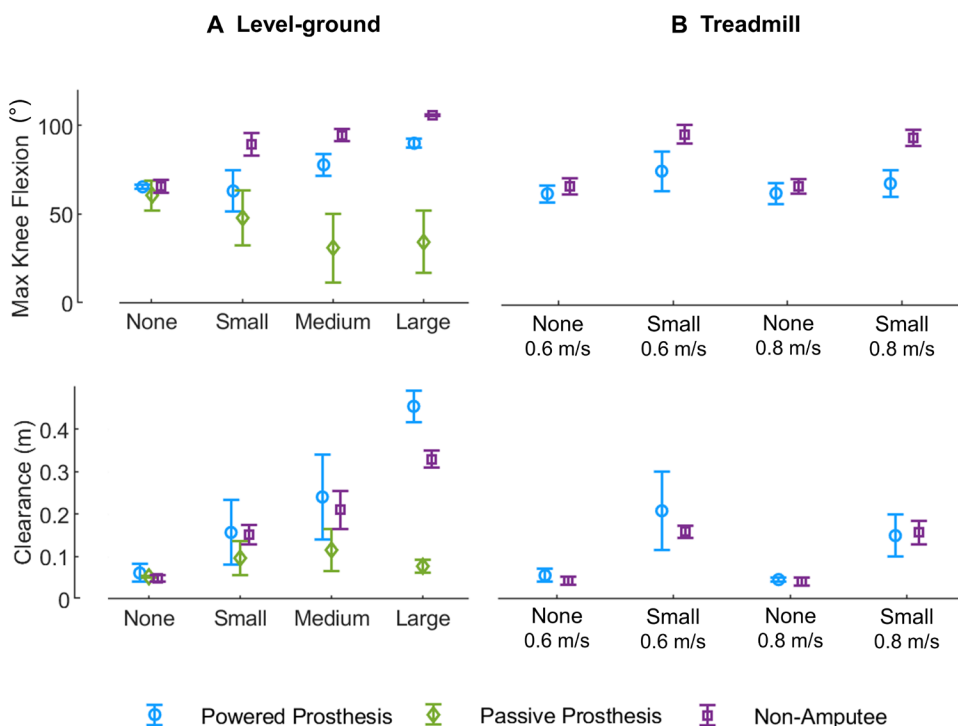 A Level-ground
B Treadmill
Max Knee Flexion (°)
100
50
0
None Small Medium Large
None Small None Small
0.6 m/s 0.6 m/s 0.8 m/s 0.8 m/s
Clearance (m)
0.4
0.3
0.2
0.1
0
None Small Medium Large
None Small None Small
0.6 m/s 0.6 m/s 0.8 m/s 0.8 m/s
Powered Prosthesis Passive Prosthesis Non-Amputee